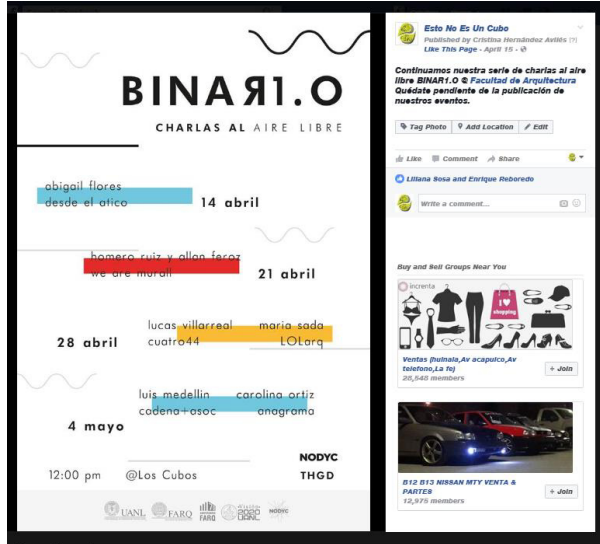 BINAЯ1.O
CHARLAS AL AIRE LIBRE
abigail flores
desde el atico
14 abril
homero ruiz y allan feroz
we are murall
21 abril
lucas villarreal maria sada
cuatro44 LOLarq
28 abril
luis medellin carolina ortiz
cadena+asoc anagrama
4 mayo
NODYC
12:00 pm @Los Cubos THGD
UANL FARQ FARQ 2020 UANL NODYC
Esto No Es Un Cubo
Published by Cristina Hernández Avilés (?)
Like This Page · April 15 ·
Continuamos nuestra serie de charlas al aire
libre BINAR1.O @ Facultad de Arquitectura
Quédate pendiente de la publicación de
nuestros eventos.
Tag Photo Add Location Edit
Like Comment Share
Liliana Sosa and Enrique Reboredo
Write a comment...
Buy and Sell Groups Near You
increnta
I ♥
shopping
Ventas (huinala,Av acapulco,Av
telefono,La fe)
28,548 members
+ Join
B12 B13 NISSAN MTY VENTA &
PARTES
12,975 members
+ Join